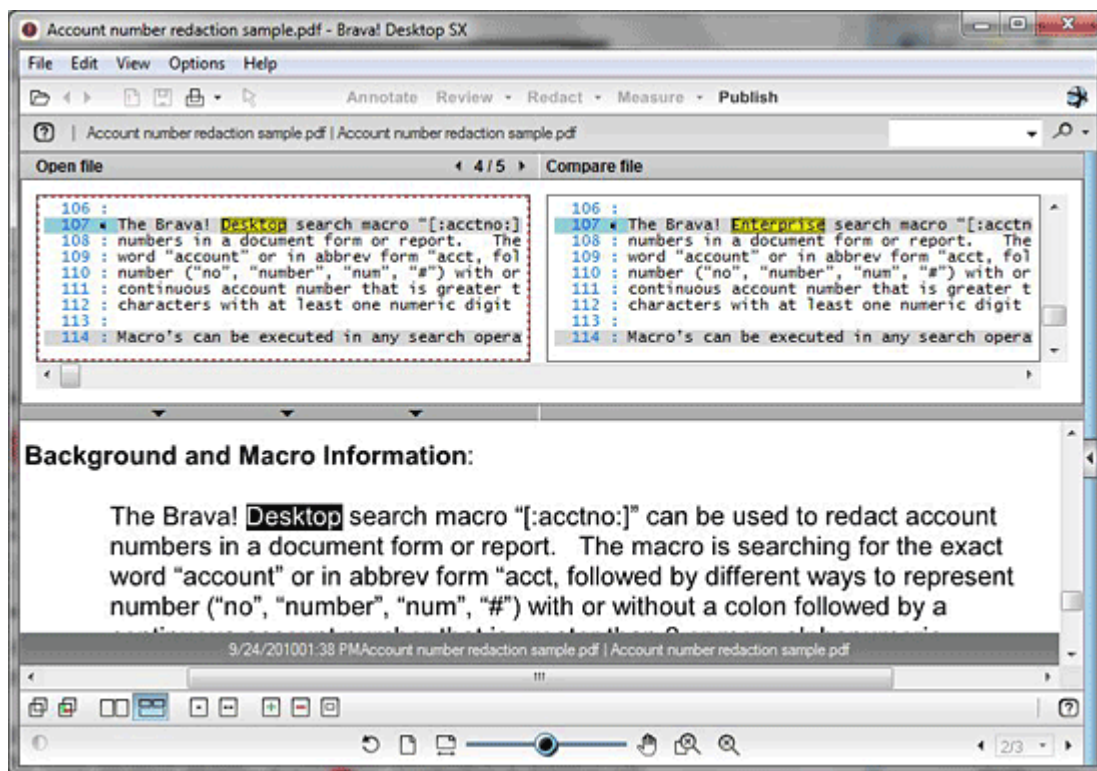 Account number redaction sample.pdf - Brava! Desktop SX
File Edit View Options Help
Annotate Review Redact Measure Publish
Account number redaction sample.pdf | Account number redaction sample.pdf
Open file 4 / 5 Compare file
106 :
107 The Brava! Desktop search macro "[:acctno:]
108 : numbers in a document form or report. The
109 : word "account" or in abbrev form "acct, fol
110 : number ("no", "number", "num", "#") with or
111 : continuous account number that is greater t
112 : characters with at least one numeric digit
113 :
114 : Macro's can be executed in any search opera
106 :
107 The Brava! Enterprise search macro "[:acctn
108 : numbers in a document form or report. The
109 : word "account" or in abbrev form "acct, fol
110 : number ("no", "number", "num", "#") with or
111 : continuous account number that is greater t
112 : characters with at least one numeric digit
113 :
114 : Macro's can be executed in any search opera
Background and Macro Information:
The Brava! Desktop search macro “[:acctno:]” can be used to redact account
numbers in a document form or report. The macro is searching for the exact
word “account” or in abbrev form “acct, followed by different ways to represent
number (“no”, “number”, “num”, “#”) with or without a colon followed by a
9/24/201001:38 PMAccount number redaction sample.pdf | Account number redaction sample.pdf
2/3